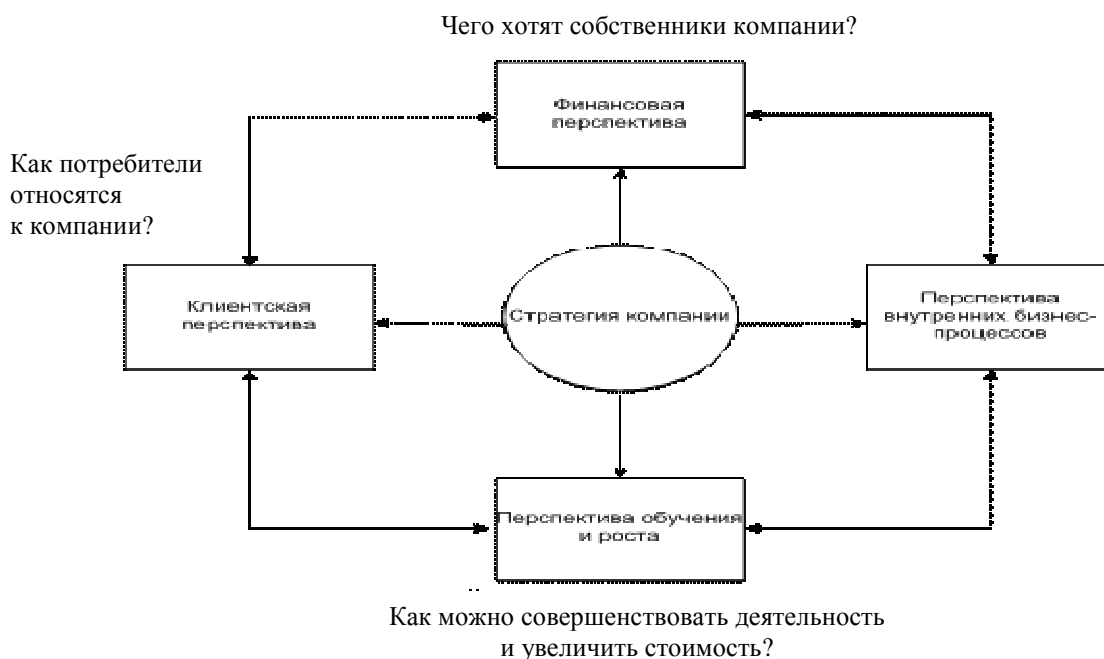 Чего хотят собственники компании?
Финансовая
перспектива
Как потребители
относятся
к компании?
Клиентская
перспектива
Стратегия компании
Перспектива
внутренних бизнес-
процессов
Перспектива обучения
и роста
Как можно совершенствовать деятельность
и увеличить стоимость?